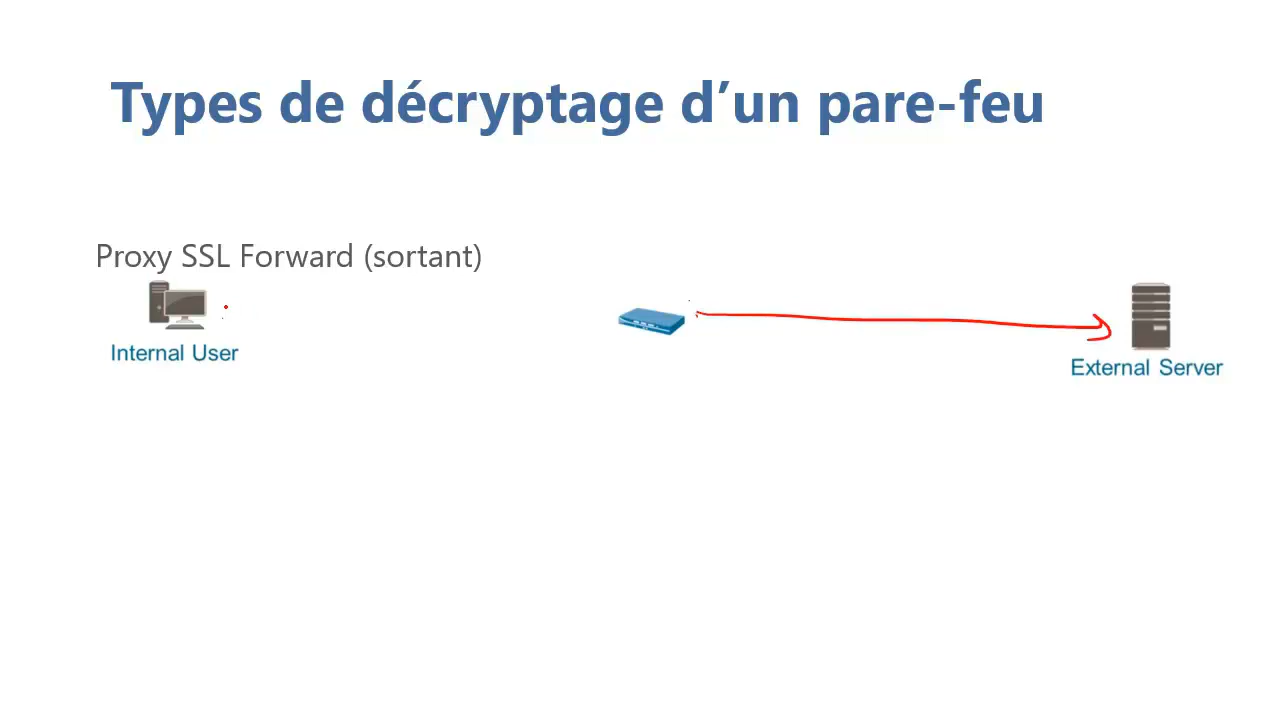 Types de décryptage d’un pare-feu
Proxy SSL Forward (sortant)
Internal User
External Server